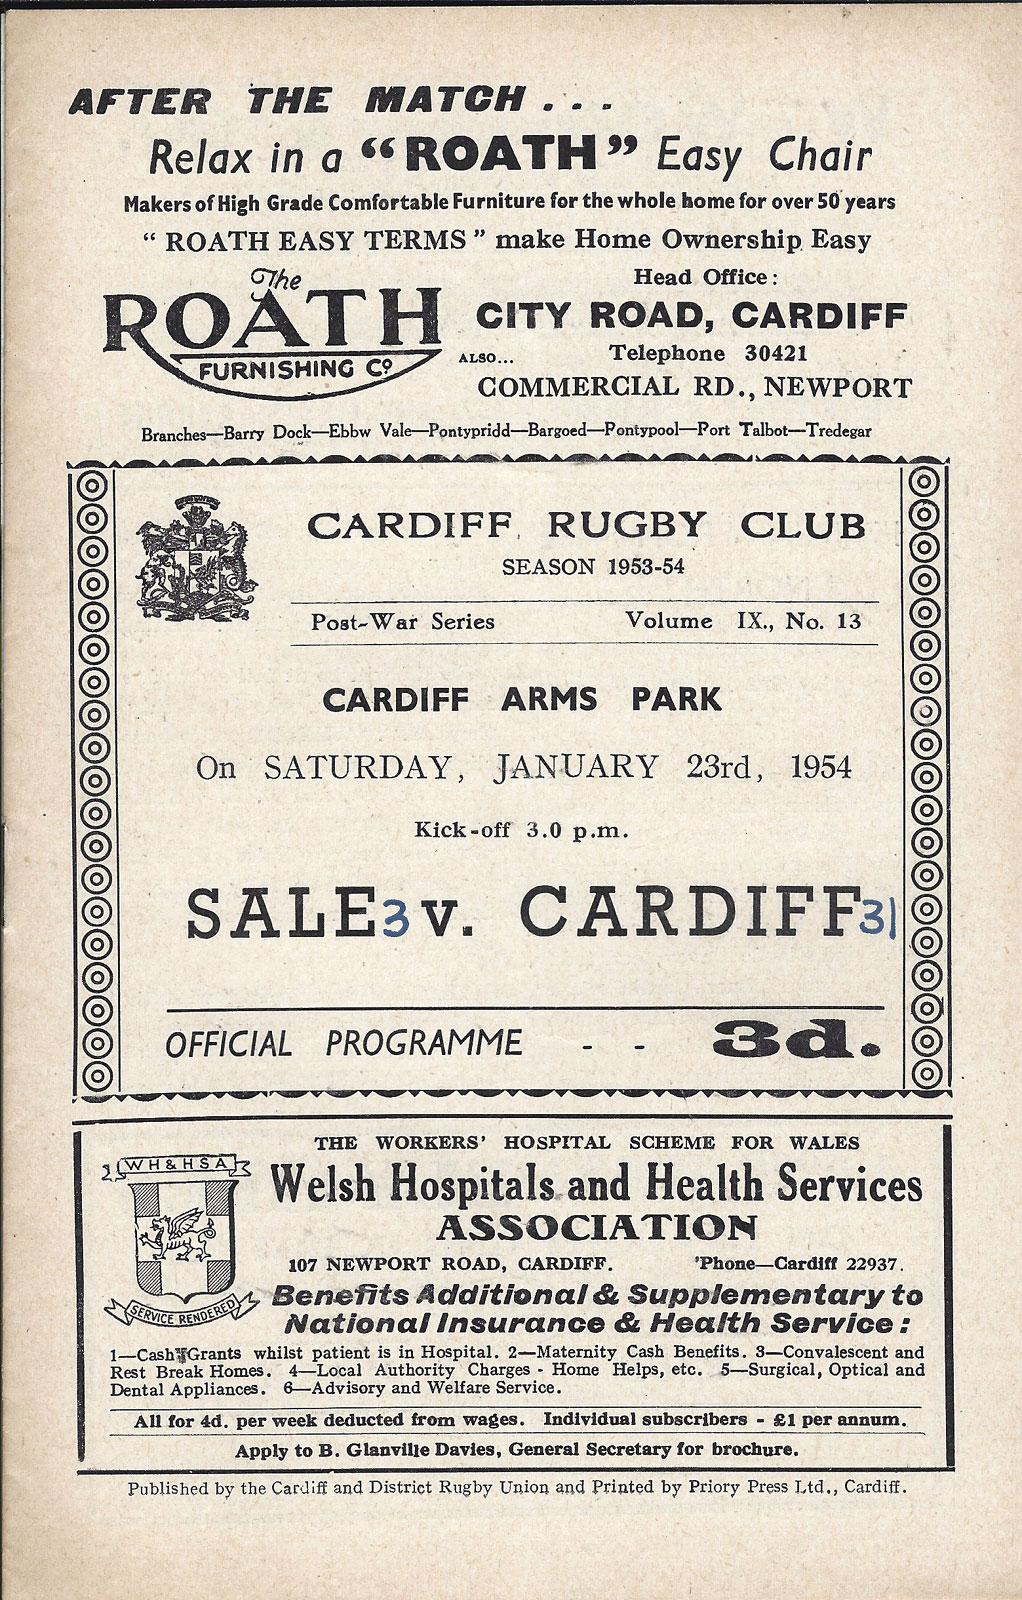 AFTER THE MATCH . . .
Relax in a “ROATH” Easy Chair
Makers of High Grade Comfortable Furniture for the whole home for over 50 years
“ ROATH EASY TERMS ” make Home Ownership Easy
The
ROATH
FURNISHING Co.
Head Office :
CITY ROAD, CARDIFF
ALSO... Telephone 30421
COMMERCIAL RD., NEWPORT
Branches—Barry Dock—Ebbw Vale—Pontypridd—Bargoed—Pontypool—Port Talbot—Tredegar
CARDIFF RUGBY CLUB
SEASON 1953-54
Post-War Series Volume IX., No. 13
CARDIFF ARMS PARK
On SATURDAY, JANUARY 23rd, 1954
Kick-off 3.0 p.m.
SALE 3 v. CARDIFF 31
OFFICIAL PROGRAMME - - 3d.
THE WORKERS’ HOSPITAL SCHEME FOR WALES
WH&HSA
Welsh Hospitals and Health Services
ASSOCIATION
107 NEWPORT ROAD, CARDIFF. ’Phone—Cardiff 22937.
SERVICE RENDERED
Benefits Additional & Supplementary to
National Insurance & Health Service :
1—Cash Grants whilst patient is in Hospital. 2—Maternity Cash Benefits. 3—Convalescent and
Rest Break Homes. 4—Local Authority Charges - Home Helps, etc. 5—Surgical, Optical and
Dental Appliances. 6—Advisory and Welfare Service.
All for 4d. per week deducted from wages. Individual subscribers - £1 per annum.
Apply to B. Glanville Davies, General Secretary for brochure.
Published by the Cardiff and District Rugby Union and Printed by Priory Press Ltd., Cardiff.